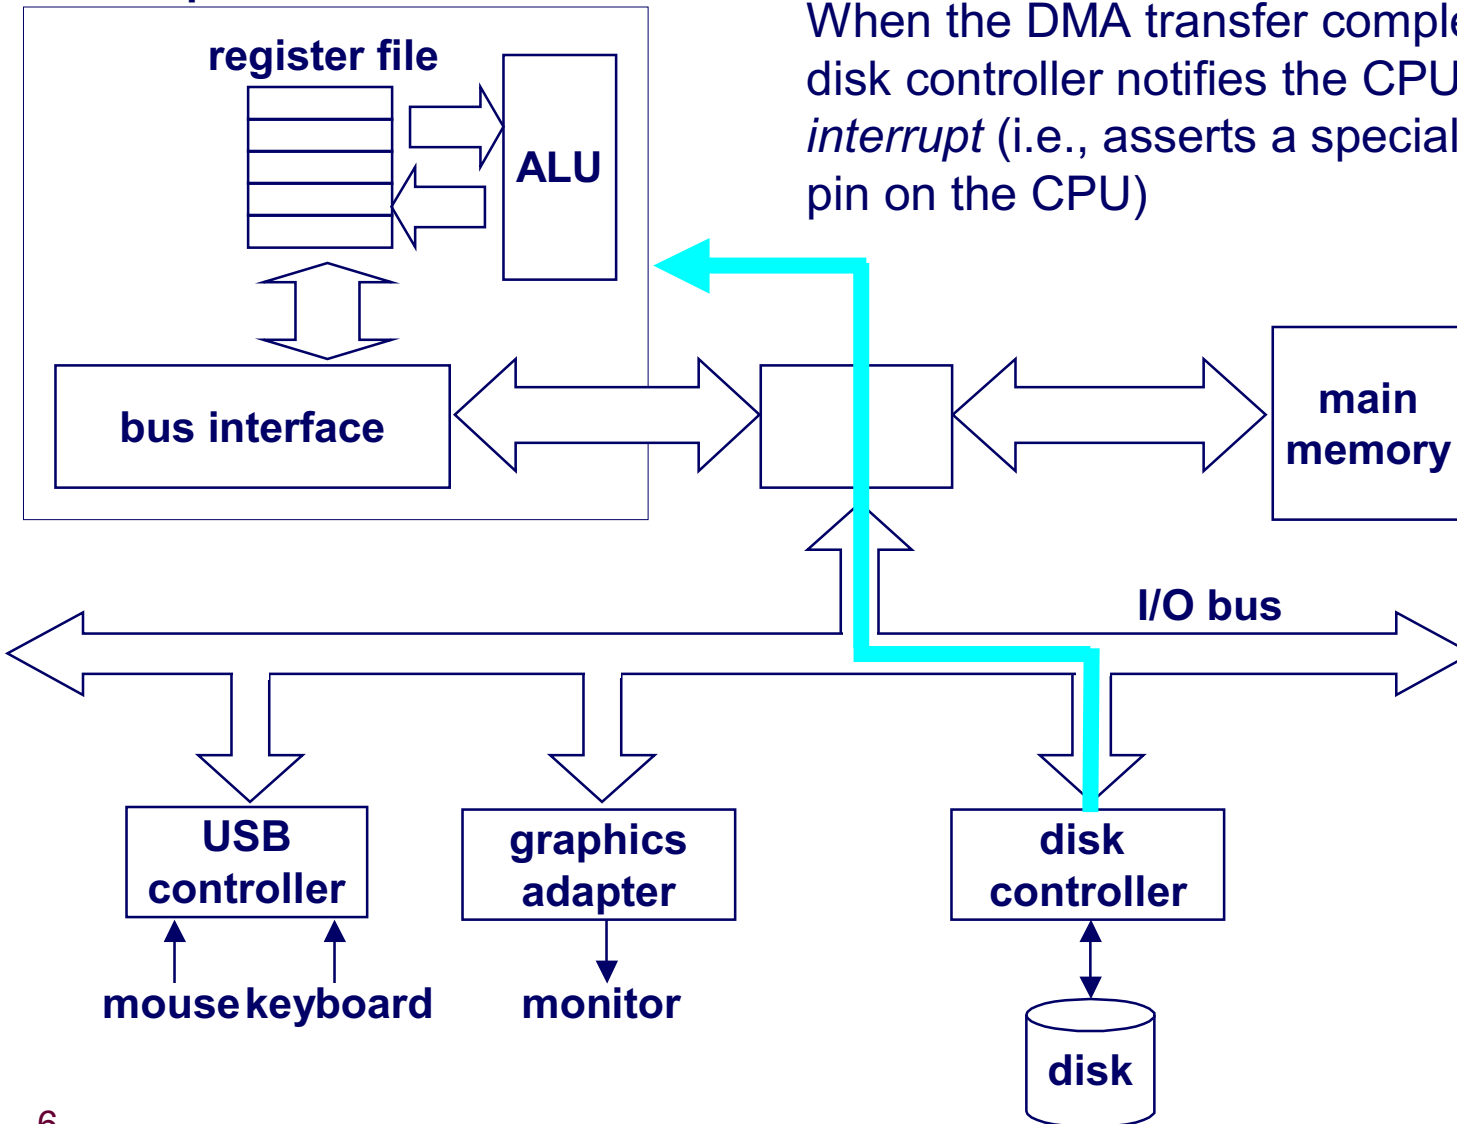 When the DMA transfer comple
disk controller notifies the CPU
interrupt (i.e., asserts a special
pin on the CPU)
register file
ALU
bus interface
main
memory
I/O bus
USB
controller
graphics
adapter
disk
controller
mouse keyboard
monitor
disk
6